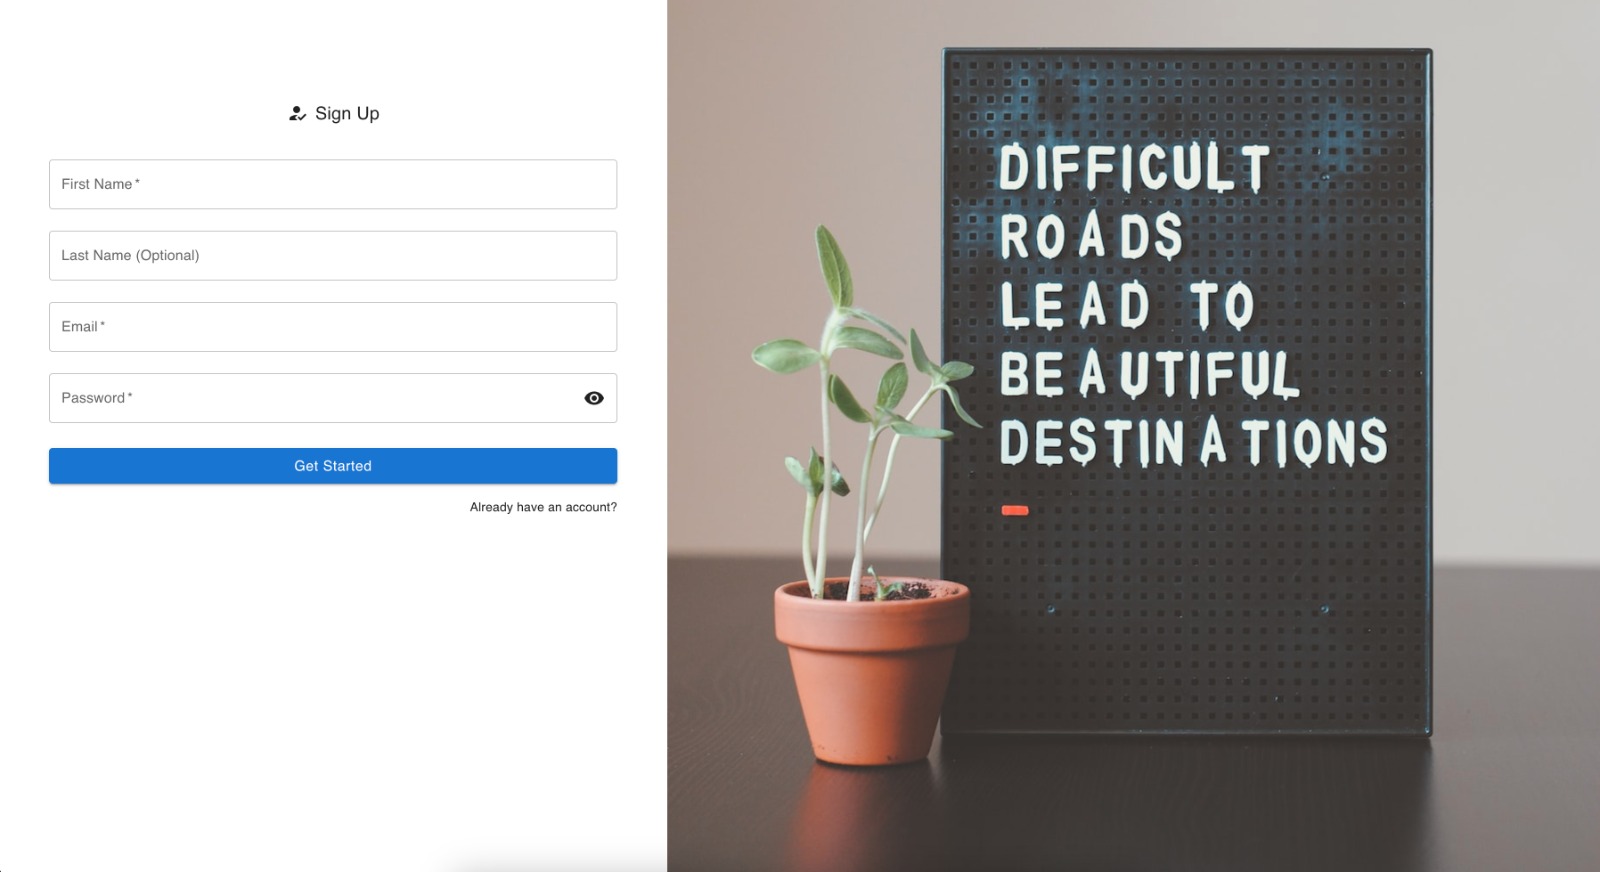 Sign Up
First Name *
Last Name (Optional)
Email *
Password *
Get Started
Already have an account?
DIFFICULT
ROADS
LEAD TO
BEAUTIFUL
DESTINATIONS